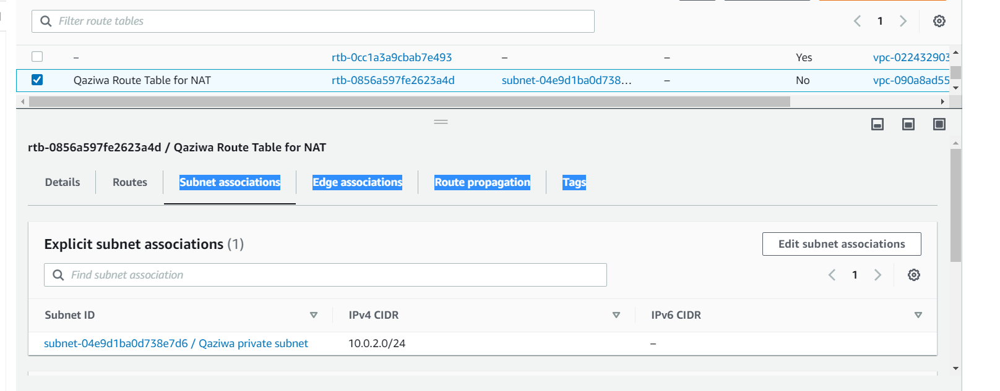 Filter route tables
1
– rtb-0cc1a3a9cbab7e493 – – Yes vpc-022432903
Qaziwa Route Table for NAT rtb-0856a597fe2623a4d subnet-04e9d1ba0d738... – No vpc-090a8ad55
rtb-0856a597fe2623a4d / Qaziwa Route Table for NAT
Details Routes Subnet associations Edge associations Route propagation Tags
Explicit subnet associations (1)
Edit subnet associations
Find subnet association
1
Subnet ID IPv4 CIDR IPv6 CIDR
subnet-04e9d1ba0d738e7d6 / Qaziwa private subnet 10.0.2.0/24 –